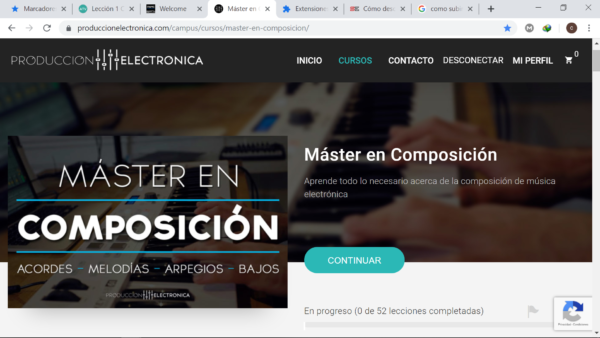 Marcadores
Lección 1 C
Welcome
Máster en
Extensione
Cómo des
como subi
produccionelectronica.com/campus/cursos/master-en-composicion/
PRODUCCION ELECTRONICA
INICIO CURSOS CONTACTO DESCONECTAR MI PERFIL 0
MÁSTER EN
COMPOSICIÓN
ACORDES - MELODÍAS - ARPEGIOS - BAJOS
PRODUCCION ELECTRONICA
Máster en Composición
Aprende todo lo necesario acerca de la composición de música
electrónica
CONTINUAR
En progreso (0 de 52 lecciones completadas)